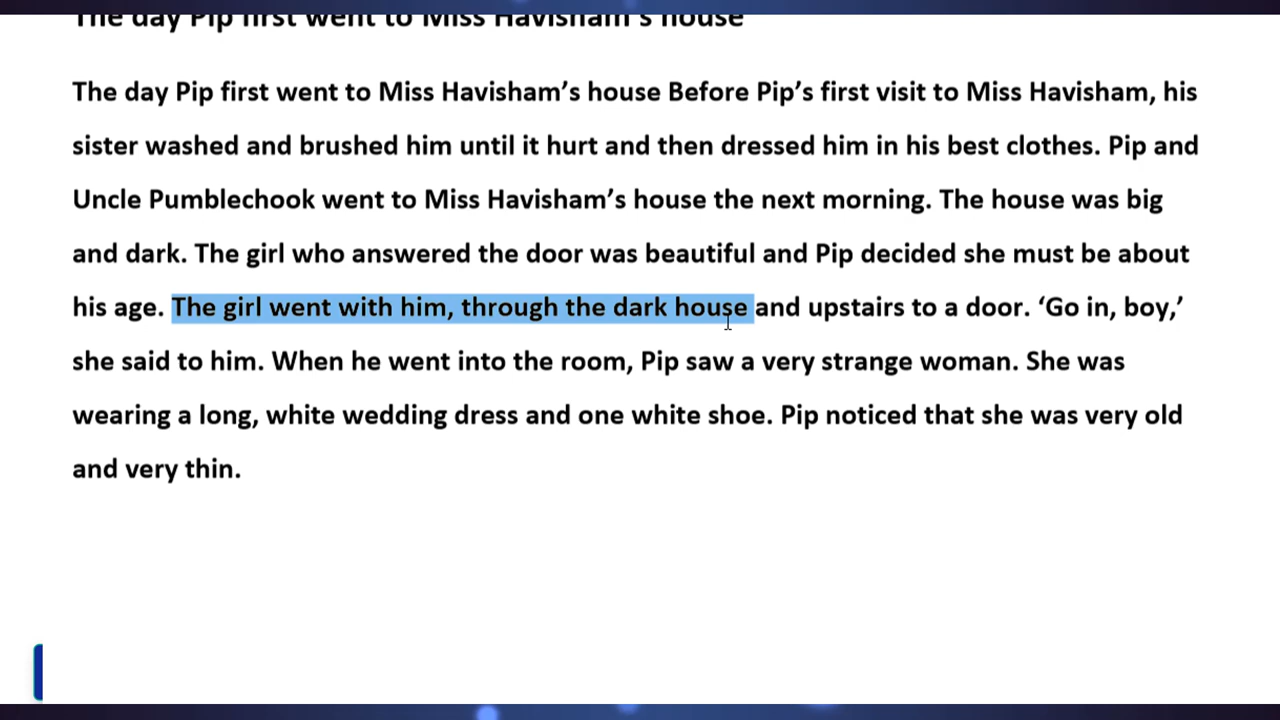 The day Pip first went to Miss Havisham's house
The day Pip first went to Miss Havisham’s house Before Pip’s first visit to Miss Havisham, his
sister washed and brushed him until it hurt and then dressed him in his best clothes. Pip and
Uncle Pumblechook went to Miss Havisham’s house the next morning. The house was big
and dark. The girl who answered the door was beautiful and Pip decided she must be about
his age. The girl went with him, through the dark house and upstairs to a door. ‘Go in, boy,’
she said to him. When he went into the room, Pip saw a very strange woman. She was
wearing a long, white wedding dress and one white shoe. Pip noticed that she was very old
and very thin.